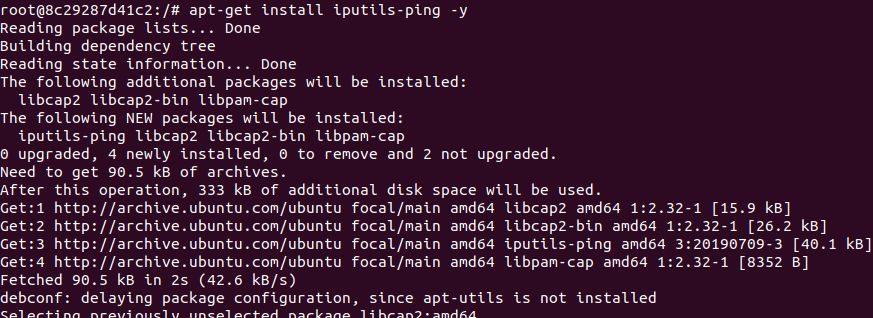 root@8c29287d41c2:/# apt-get install iputils-ping -y
Reading package lists... Done
Building dependency tree
Reading state information... Done
The following additional packages will be installed:
  libcap2 libcap2-bin libpam-cap
The following NEW packages will be installed:
  iputils-ping libcap2 libcap2-bin libpam-cap
0 upgraded, 4 newly installed, 0 to remove and 2 not upgraded.
Need to get 90.5 kB of archives.
After this operation, 333 kB of additional disk space will be used.
Get:1 http://archive.ubuntu.com/ubuntu focal/main amd64 libcap2 amd64 1:2.32-1 [15.9 kB]
Get:2 http://archive.ubuntu.com/ubuntu focal/main amd64 libcap2-bin amd64 1:2.32-1 [26.2 kB]
Get:3 http://archive.ubuntu.com/ubuntu focal/main amd64 iputils-ping amd64 3:20190709-3 [40.1 kB]
Get:4 http://archive.ubuntu.com/ubuntu focal/main amd64 libpam-cap amd64 1:2.32-1 [8352 B]
Fetched 90.5 kB in 2s (42.6 kB/s)
debconf: delaying package configuration, since apt-utils is not installed
Selecting previously unselected package libcap2:amd64